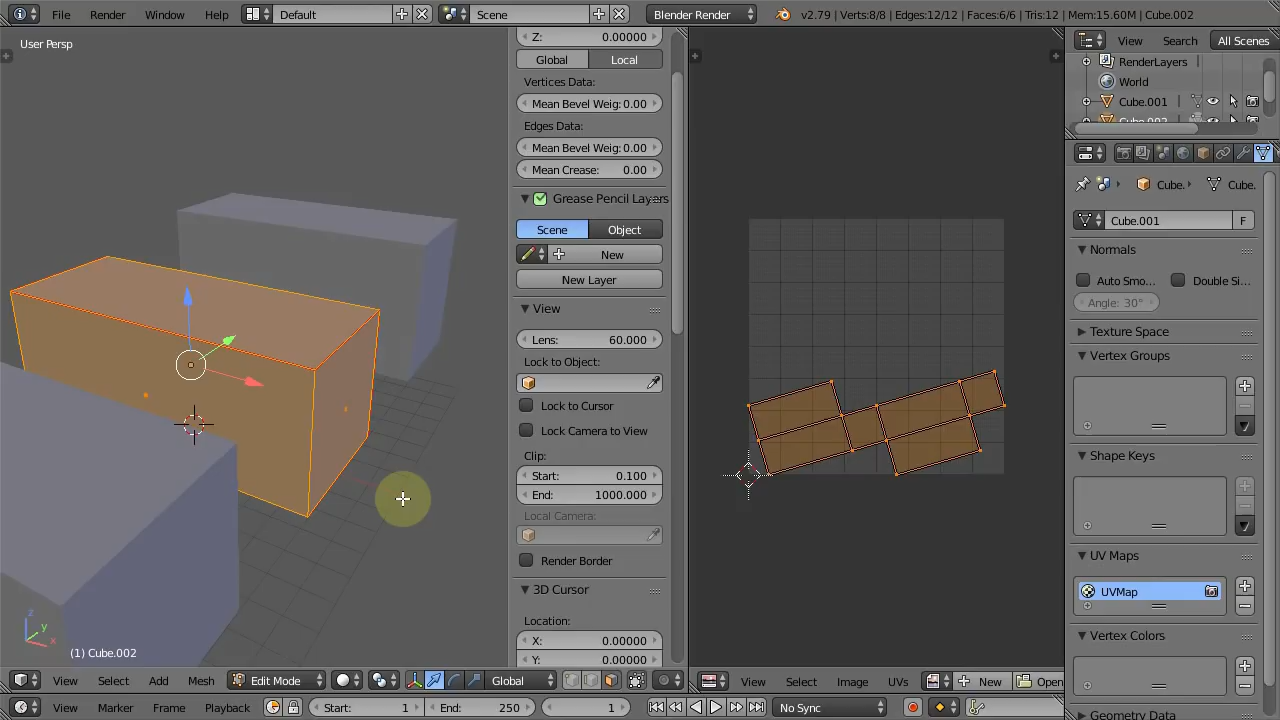 File Render Window Help Default Scene Blender Render v2.79 | Verts:8/8 | Edges:12/12 | Faces:6/6 | Tris:12 | Mem:15.60M | Cube.002
User Persp
Z: 0.00000
Global Local
Vertices Data:
Mean Bevel Weig: 0.00
Edges Data:
Mean Bevel Weig: 0.00
Mean Crease: 0.00
Grease Pencil Layers
Scene Object
New
New Layer
View
Lens: 60.000
Lock to Object:
Lock to Cursor
Lock Camera to View
Clip:
Start: 0.100
End: 1000.000
Local Camera:
Render Border
3D Cursor
Location:
X: 0.00000
Y: 0.00000
z
y
x
(1) Cube.002
View Search All Scenes
RenderLayers
World
Cube.001
Cube. Cube.
Cube.001 F
Normals
Auto Smo... Double Si...
Angle: 30°
Texture Space
Vertex Groups
Shape Keys
UV Maps
UVMap
Vertex Colors
Geometry Data
View Select Add Mesh Edit Mode Global View Select Image UVs New Open
View Marker Frame Playback Start: 1 End: 250 1 No Sync